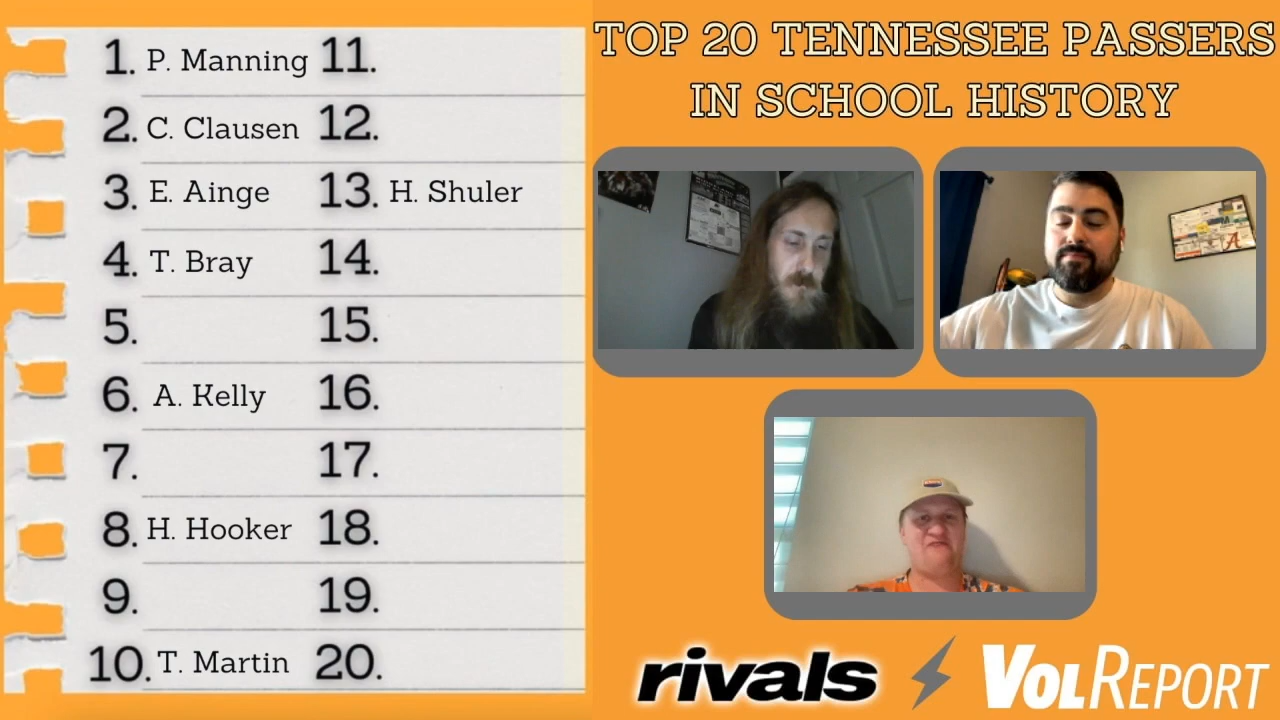 TOP 20 TENNESSEE PASSERS
IN SCHOOL HISTORY
1. P. Manning
2. C. Clausen
3. E. Ainge
4. T. Bray
5.
6. A. Kelly
7.
8. H. Hooker
9.
10. T. Martin
11.
12.
13. H. Shuler
14.
15.
16.
17.
18.
19.
20.
A
rivals
VOLREPORT